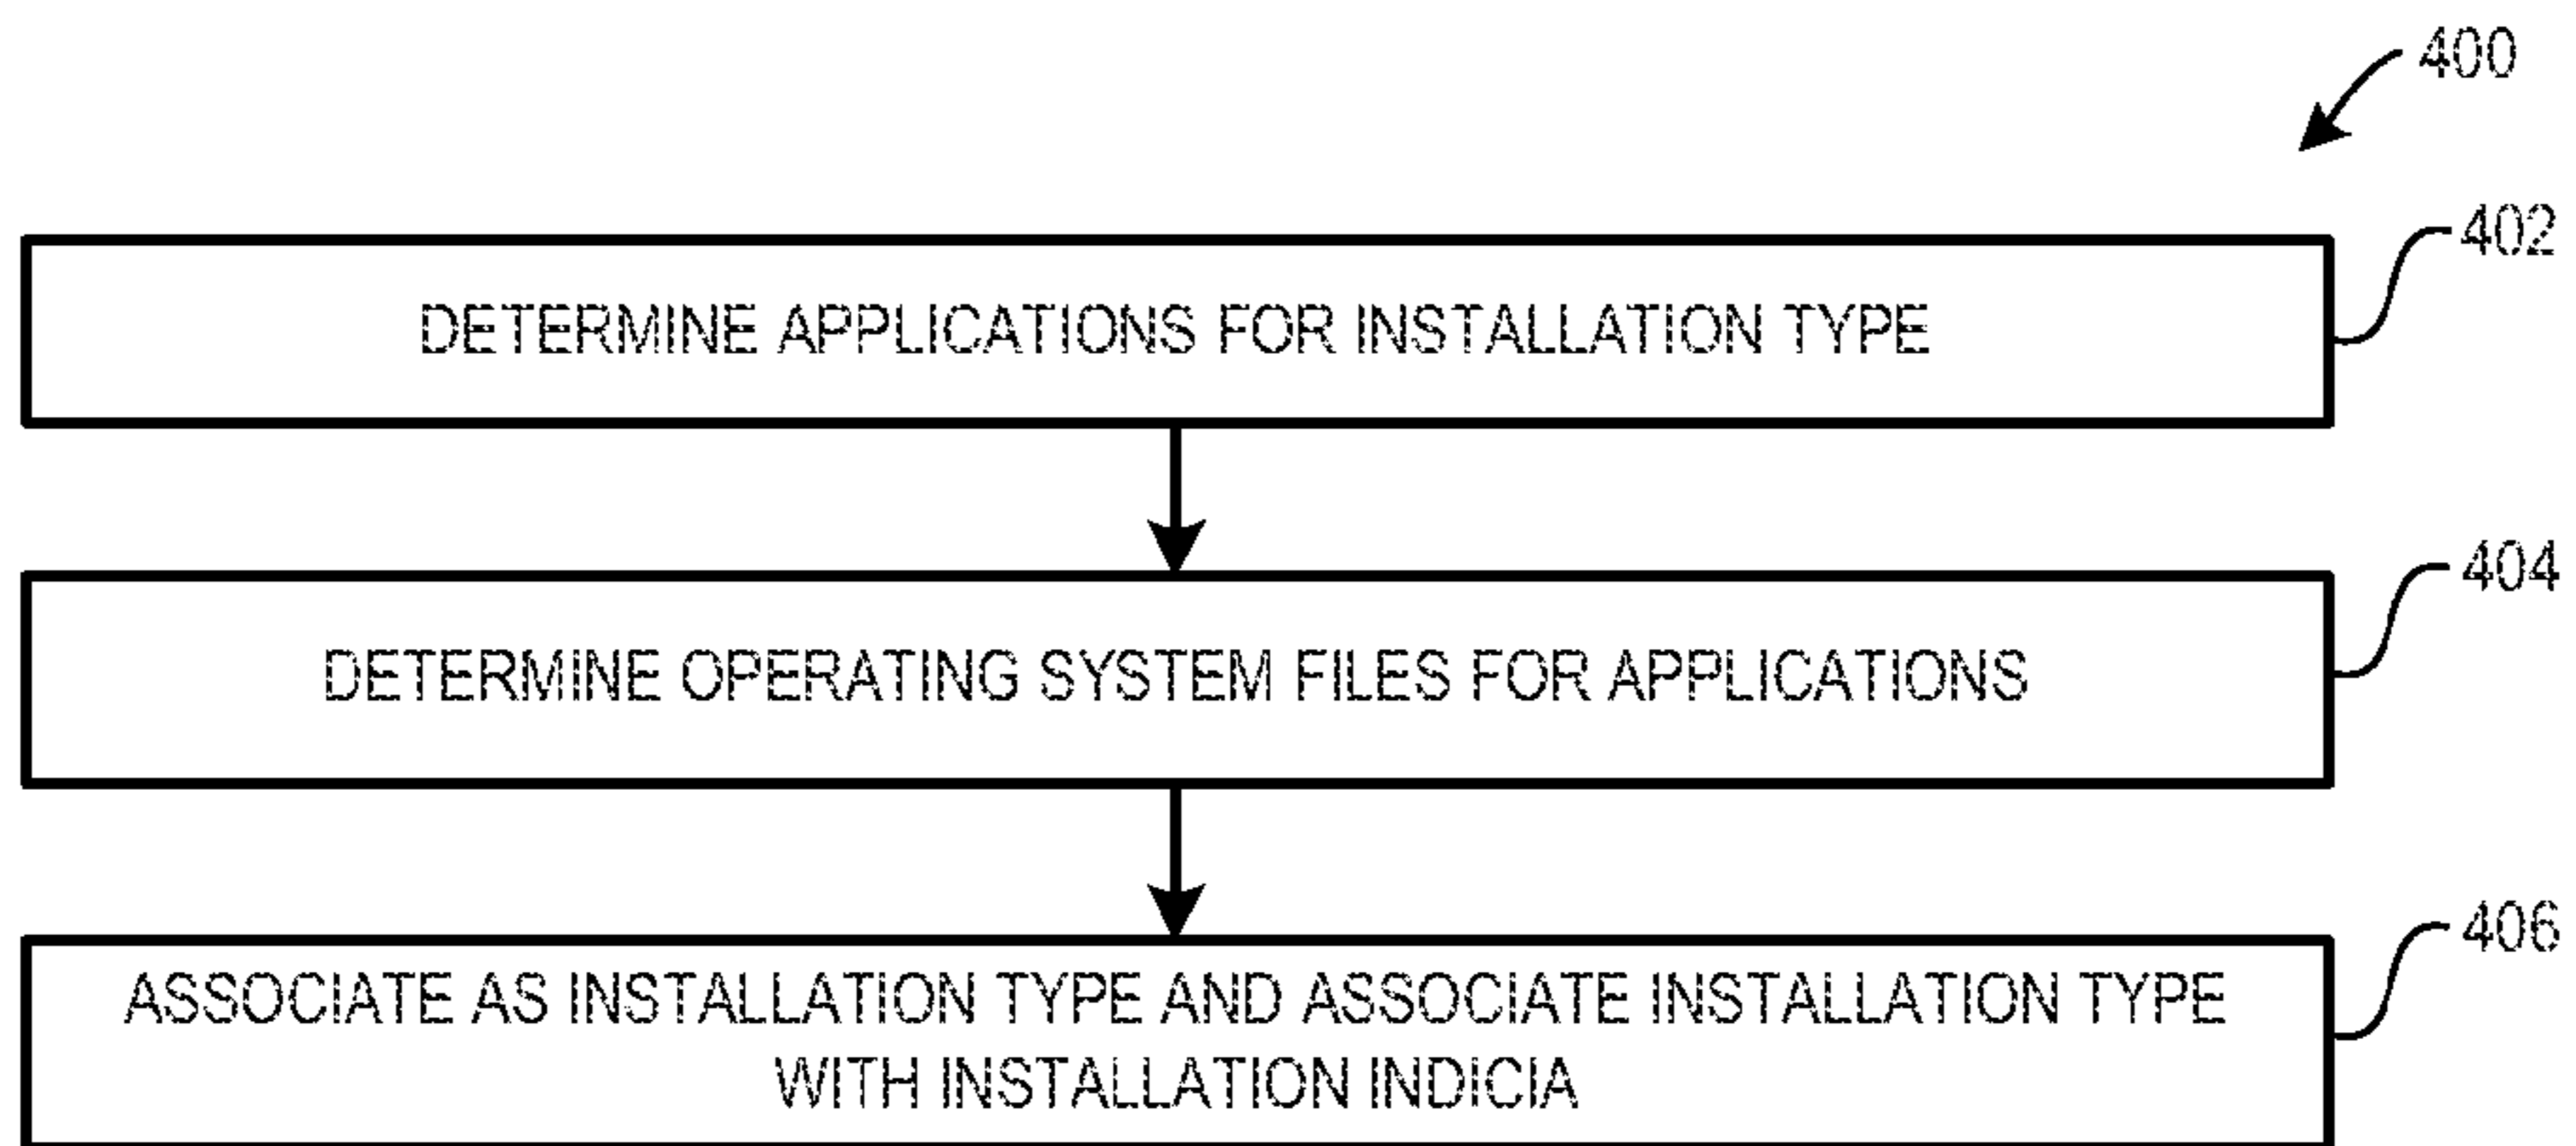 400
402
DETERMINE APPLICATIONS FOR INSTALLATION TYPE
404
DETERMINE OPERATING SYSTEM FILES FOR APPLICATIONS
406
ASSOCIATE AS INSTALLATION TYPE AND ASSOCIATE INSTALLATION TYPE
WITH INSTALLATION INDICIA